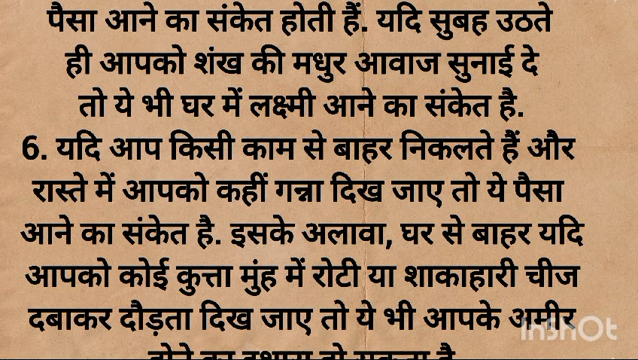 पैसा आने का संकेत होती हैं. यदि सुबह उठते
ही आपको शंख की मधुर आवाज सुनाई दे
तो ये भी घर में लक्ष्मी आने का संकेत है.
6. यदि आप किसी काम से बाहर निकलते हैं और
रास्ते में आपको कहीं गन्ना दिख जाए तो ये पैसा
आने का संकेत है. इसके अलावा, घर से बाहर यदि
आपको कोई कुत्ता मुंह में रोटी या शाकाहारी चीज
दबाकर दौड़ता दिख जाए तो ये भी आपके अमीर
InShOt